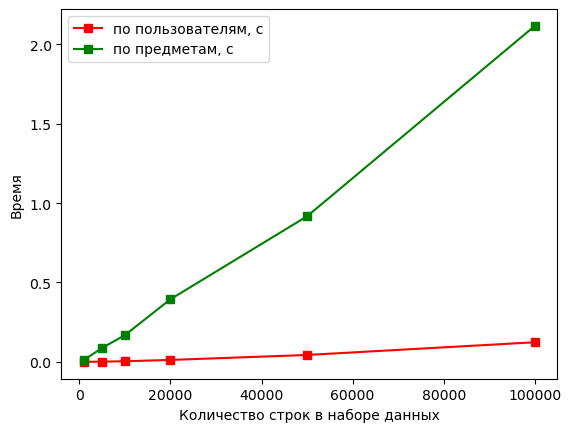 по пользователям, с
по предметам, с
2.0
1.5
1.0
0.5
0.0
Время
0 20000 40000 60000 80000 100000
Количество строк в наборе данных